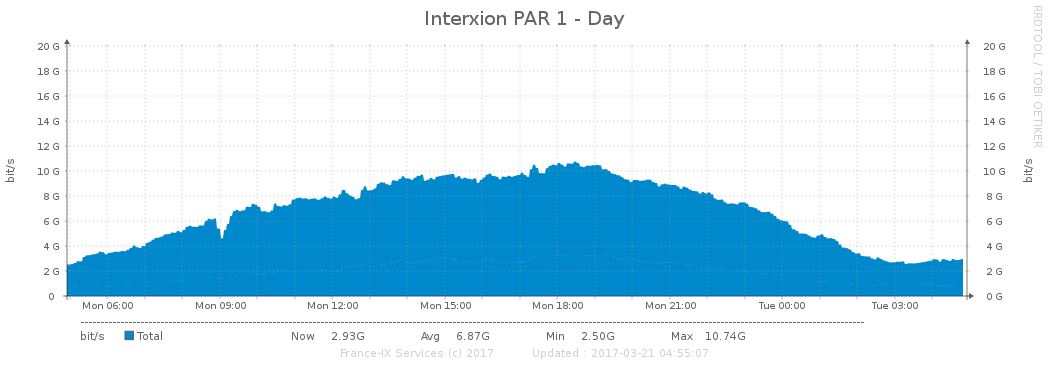 Interxion PAR 1 - Day
RRDTOOL / TOBI OETIKER
20 G 20 G
18 G 18 G
16 G 16 G
14 G 14 G
12 G 12 G
10 G 10 G
8 G 8 G
6 G 6 G
4 G 4 G
2 G 2 G
0 0 G
bit/s
bit/s
Mon 06:00 Mon 09:00 Mon 12:00 Mon 15:00 Mon 18:00 Mon 21:00 Tue 00:00 Tue 03:00
bit/s Total Now 2.93G Avg 6.87G Min 2.50G Max 10.74G
France-IX Services (c) 2017 Updated : 2017-03-21 04:55:07